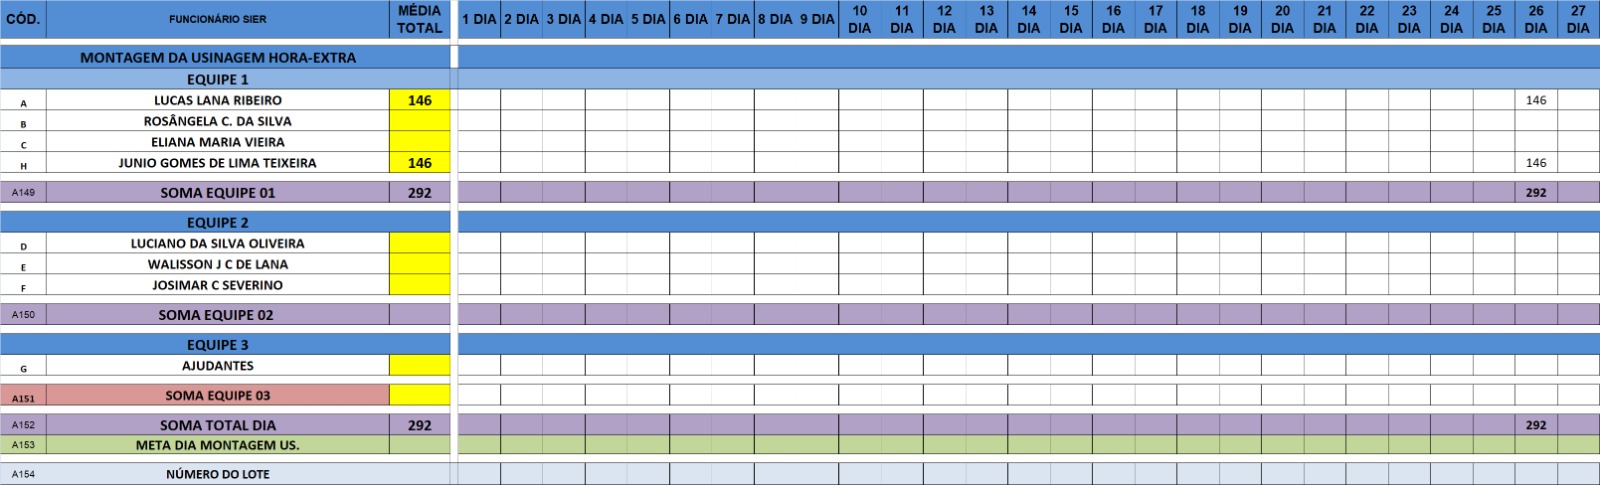 CÓD. FUNCIONÁRIO SIER MÉDIA TOTAL 1 DIA 2 DIA 3 DIA 4 DIA 5 DIA 6 DIA 7 DIA 8 DIA 9 DIA 10 DIA 11 DIA 12 DIA 13 DIA 14 DIA 15 DIA 16 DIA 17 DIA 18 DIA 19 DIA 20 DIA 21 DIA 22 DIA 23 DIA 24 DIA 25 DIA 26 DIA 27 DIA
MONTAGEM DA USINAGEM HORA-EXTRA
EQUIPE 1
A LUCAS LANA RIBEIRO 146 146
B ROSÂNGELA C. DA SILVA
C ELIANA MARIA VIEIRA
H JUNIO GOMES DE LIMA TEIXEIRA 146 146
A149 SOMA EQUIPE 01 292 292
EQUIPE 2
D LUCIANO DA SILVA OLIVEIRA
E WALISSON J C DE LANA
F JOSIMAR C SEVERINO
A150 SOMA EQUIPE 02
EQUIPE 3
G AJUDANTES
A151 SOMA EQUIPE 03
A152 SOMA TOTAL DIA 292 292
A153 META DIA MONTAGEM US.
A154 NÚMERO DO LOTE